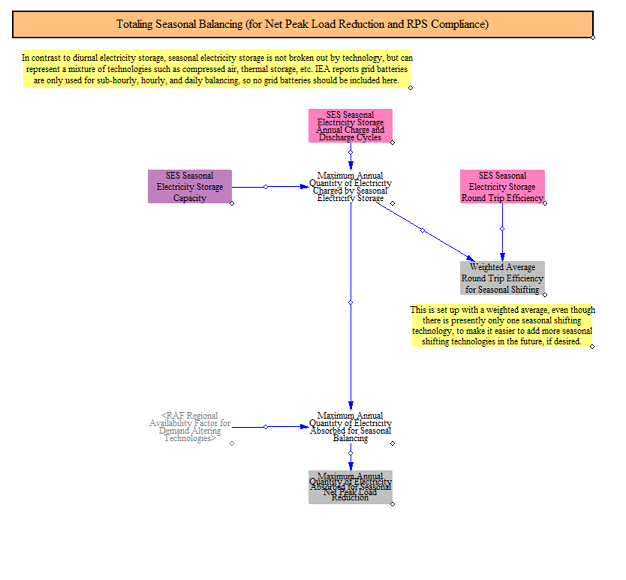 Totaling Seasonal Balancing (for Net Peak Load Reduction and RPS Compliance)
In contrast to diurnal electricity storage, seasonal electricity storage is not broken out by technology, but can
represent a mixture of technologies such as compressed air, thermal storage, etc. IEA reports grid batteries
are only used for sub-hourly, hourly, and daily balancing, so no grid batteries should be included here.
SES Seasonal
Electricity Storage
Annual Charge and
Discharge Cycles
SES Seasonal
Electricity Storage
Capacity
Maximum Annual
Quantity of Electricity
Charged by Seasonal
Electricity Storage
SES Seasonal
Electricity Storage
Round Trip Efficiency
Weighted Average
Round Trip Efficiency
for Seasonal Shifting
This is set up with a weighted average, even though
there is presently only one seasonal shifting
technology, to make it easier to add more seasonal
shifting technologies in the future, if desired.
<RAF Regional
Availability Factor for
Demand Altering
Technologies>
Maximum Annual
Quantity of Electricity
Absorbed for Seasonal
Balancing
Maximum Annual
Quantity of Electricity
Absorbed for Seasonal
Net Peak Load
Reduction